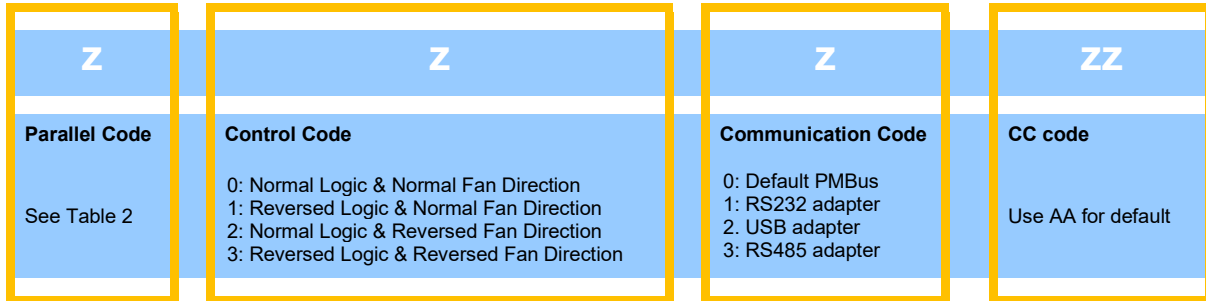 Z Z Z ZZ
Parallel Code
See Table 2
Control Code
0: Normal Logic & Normal Fan Direction
1: Reversed Logic & Normal Fan Direction
2: Normal Logic & Reversed Fan Direction
3: Reversed Logic & Reversed Fan Direction
Communication Code
0: Default PMBus
1: RS232 adapter
2. USB adapter
3: RS485 adapter
CC code
Use AA for default